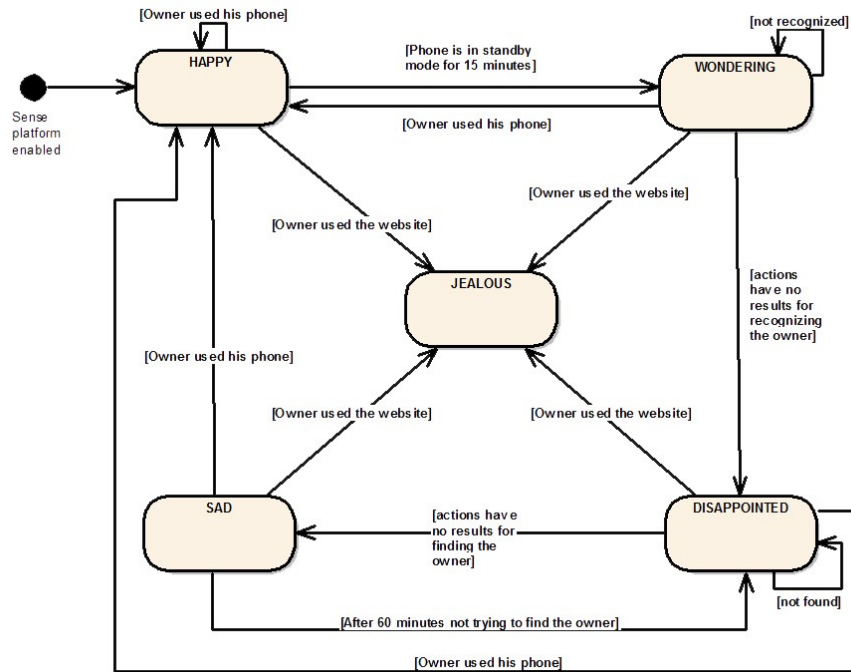 [Owner used his phone]
HAPPY
[Phone is in standby
mode for 15 minutes]
[not recognized]
WONDERING
Sense
platform
enabled
[Owner used his phone]
[Owner used the website]
[Owner used the website]
JEALOUS
[actions
have no
results for
recognizing
the owner]
[Owner used his phone]
[Owner used the website]
[Owner used the website]
SAD
[actions have
no results for
finding the
owner]
DISAPPOINTED
[not found]
[After 60 minutes not trying to find the owner]
[Owner used his phone]